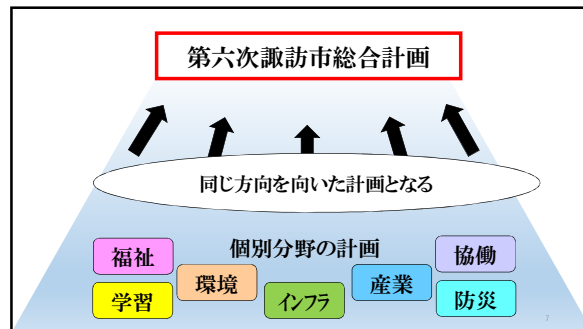 第六次諏訪市総合計画
同じ方向を向いた計画となる
個別分野の計画
福祉
協働
環境
産業
学習
インフラ
防災
7